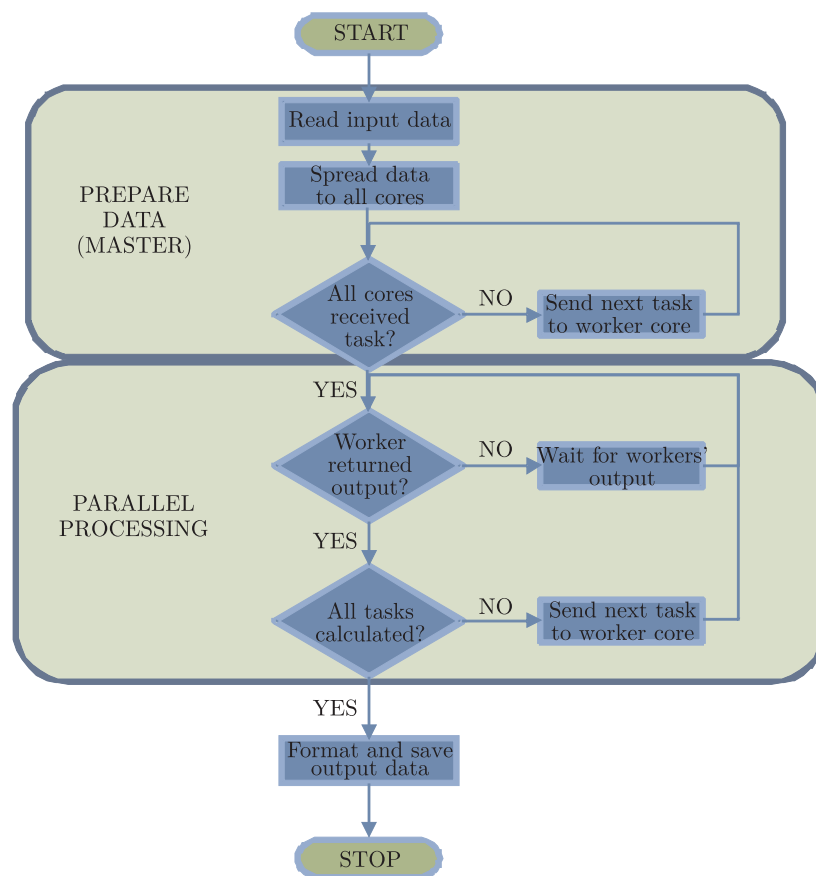 START
Read input data
Spread data
to all cores
PREPARE
DATA
(MASTER)
All cores
received
task?
NO
Send next task
to worker core
YES
Worker
returned
output?
NO
Wait for workers'
output
PARALLEL
PROCESSING
YES
All tasks
calculated?
NO
Send next task
to worker core
YES
Format and save
output data
STOP